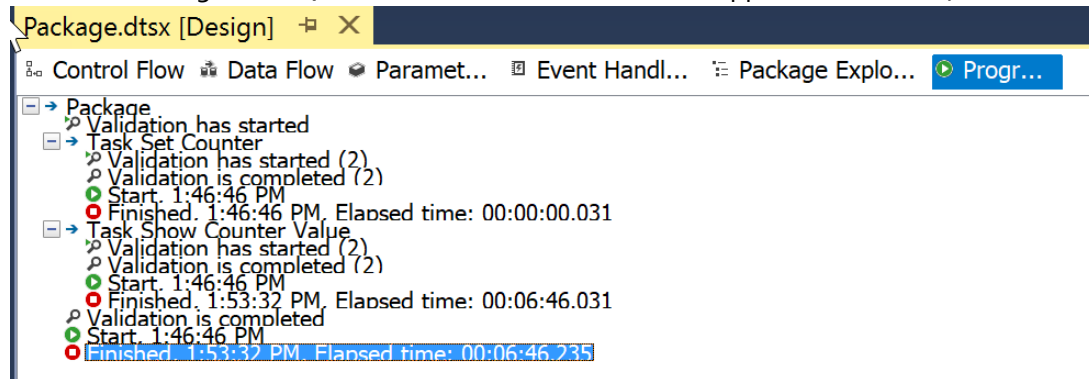 Package.dtsx [Design]
Control Flow Data Flow Paramet... Event Handl... Package Explo... Progr...
Package
Validation has started
Task Set Counter
Validation has started (2)
Validation is completed (2)
Start, 1:46:46 PM
Finished, 1:46:46 PM, Elapsed time: 00:00:00.031
Task Show Counter Value
Validation has started (2)
Validation is completed (2)
Start, 1:46:46 PM
Finished, 1:53:32 PM, Elapsed time: 00:06:46.031
Validation is completed
Start, 1:46:46 PM
Finished, 1:53:32 PM, Elapsed time: 00:06:46.235